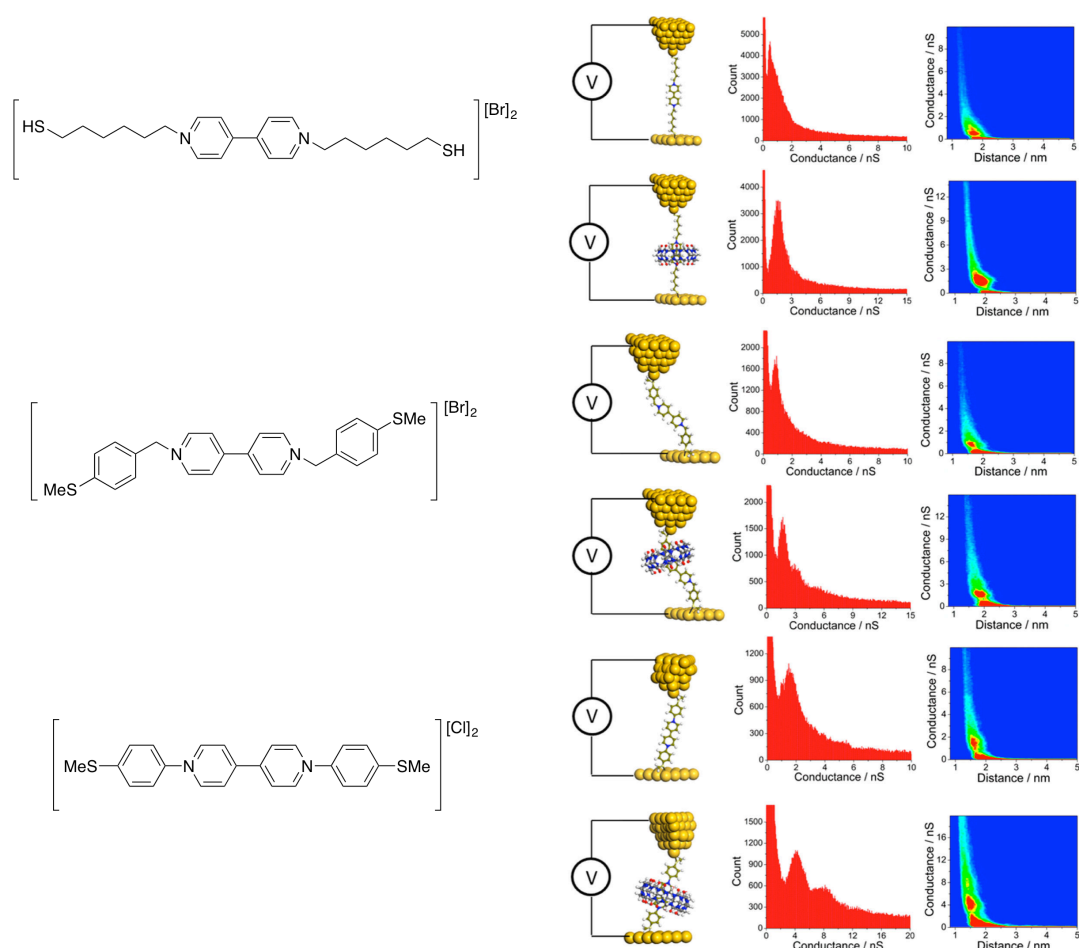 HS
N
N
SH
[Br]2
V
Count
5000
4000
3000
2000
1000
0
0 2 4 6 8 10
Conductance / nS
Conductance / nS
8
6
4
2
0
1 2 3 4 5
Distance / nm
V
Count
4000
3000
2000
1000
0
0 3 6 9 12 15
Conductance / nS
Conductance / nS
12
9
6
3
0
1 2 3 4 5
Distance / nm
MeS
N
N
SMe
[Br]2
V
Count
2000
1600
1200
800
400
0
0 2 4 6 8 10
Conductance / nS
Conductance / nS
8
6
4
2
0
1 2 3 4 5
Distance / nm
V
Count
2000
1500
1000
500
0
0 3 6 9 12 15
Conductance / nS
Conductance / nS
12
9
6
3
0
1 2 3 4 5
Distance / nm
MeS
N
N
SMe
[Cl]2
V
Count
1200
900
600
300
0
0 2 4 6 8 10
Conductance / nS
Conductance / nS
8
6
4
2
0
1 2 3 4 5
Distance / nm
V
Count
1500
1200
900
600
300
0
0 4 8 12 16 20
Conductance / nS
Conductance / nS
16
12
8
4
0
1 2 3 4 5
Distance / nm